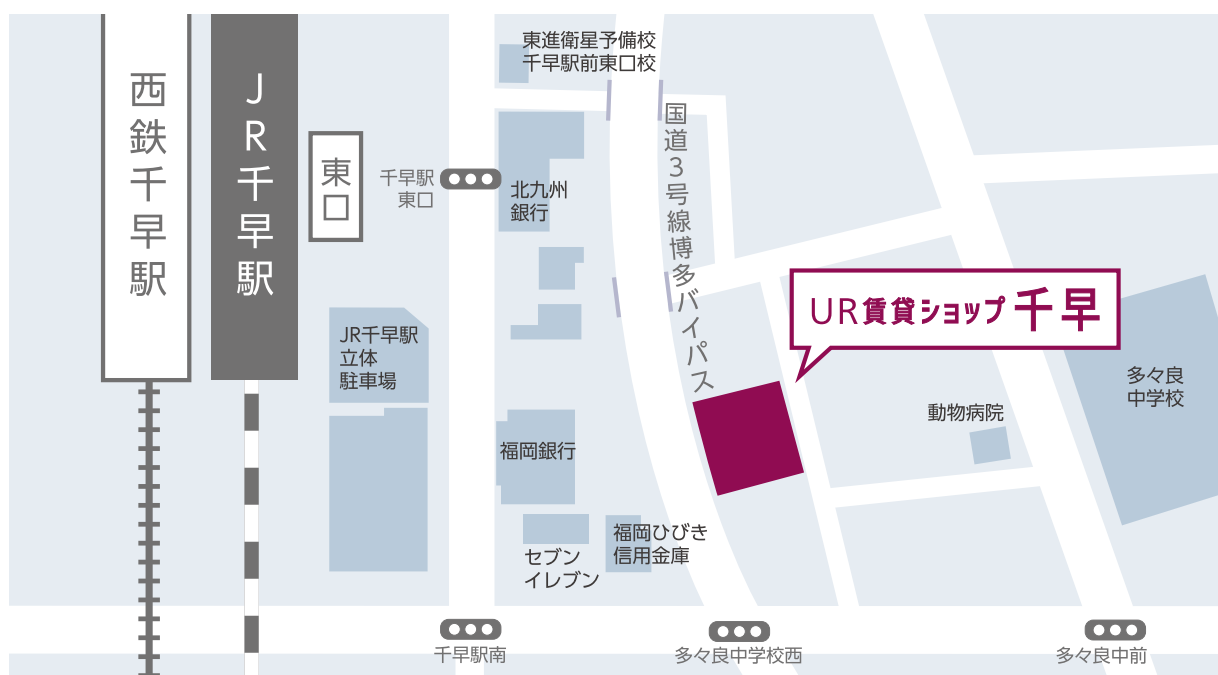 東進衛星予備校
千早駅前東口校
西鉄千早駅
JR千早駅
東口
千早駅
東口
北九州
銀行
国道3号線博多バイパス
UR賃貸ショップ 千早
JR千早駅
立体
駐車場
多々良
中学校
動物病院
福岡銀行
福岡ひびき
信用金庫
セブン
イレブン
千早駅南
多々良中学校西
多々良中前